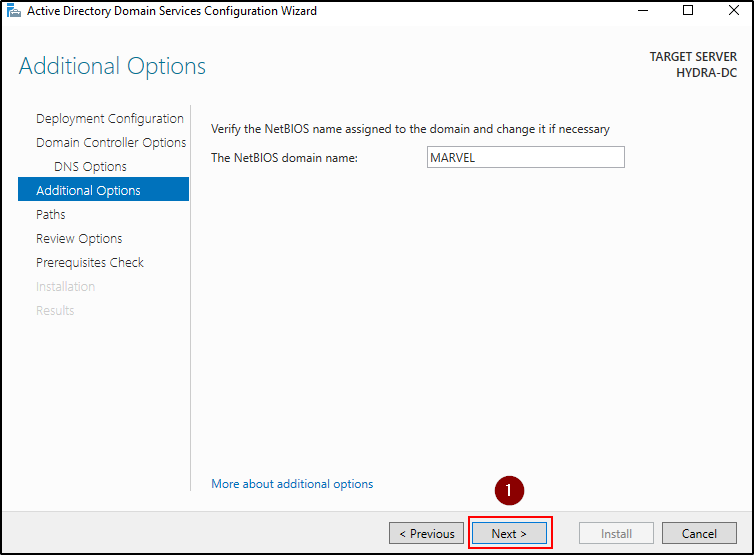 Active Directory Domain Services Configuration Wizard
Additional Options
TARGET SERVER
HYDRA-DC
Deployment Configuration
Domain Controller Options
DNS Options
Additional Options
Paths
Review Options
Prerequisites Check
Installation
Results
Verify the NetBIOS name assigned to the domain and change it if necessary
The NetBIOS domain name: MARVEL
More about additional options
1
< Previous Next > Install Cancel